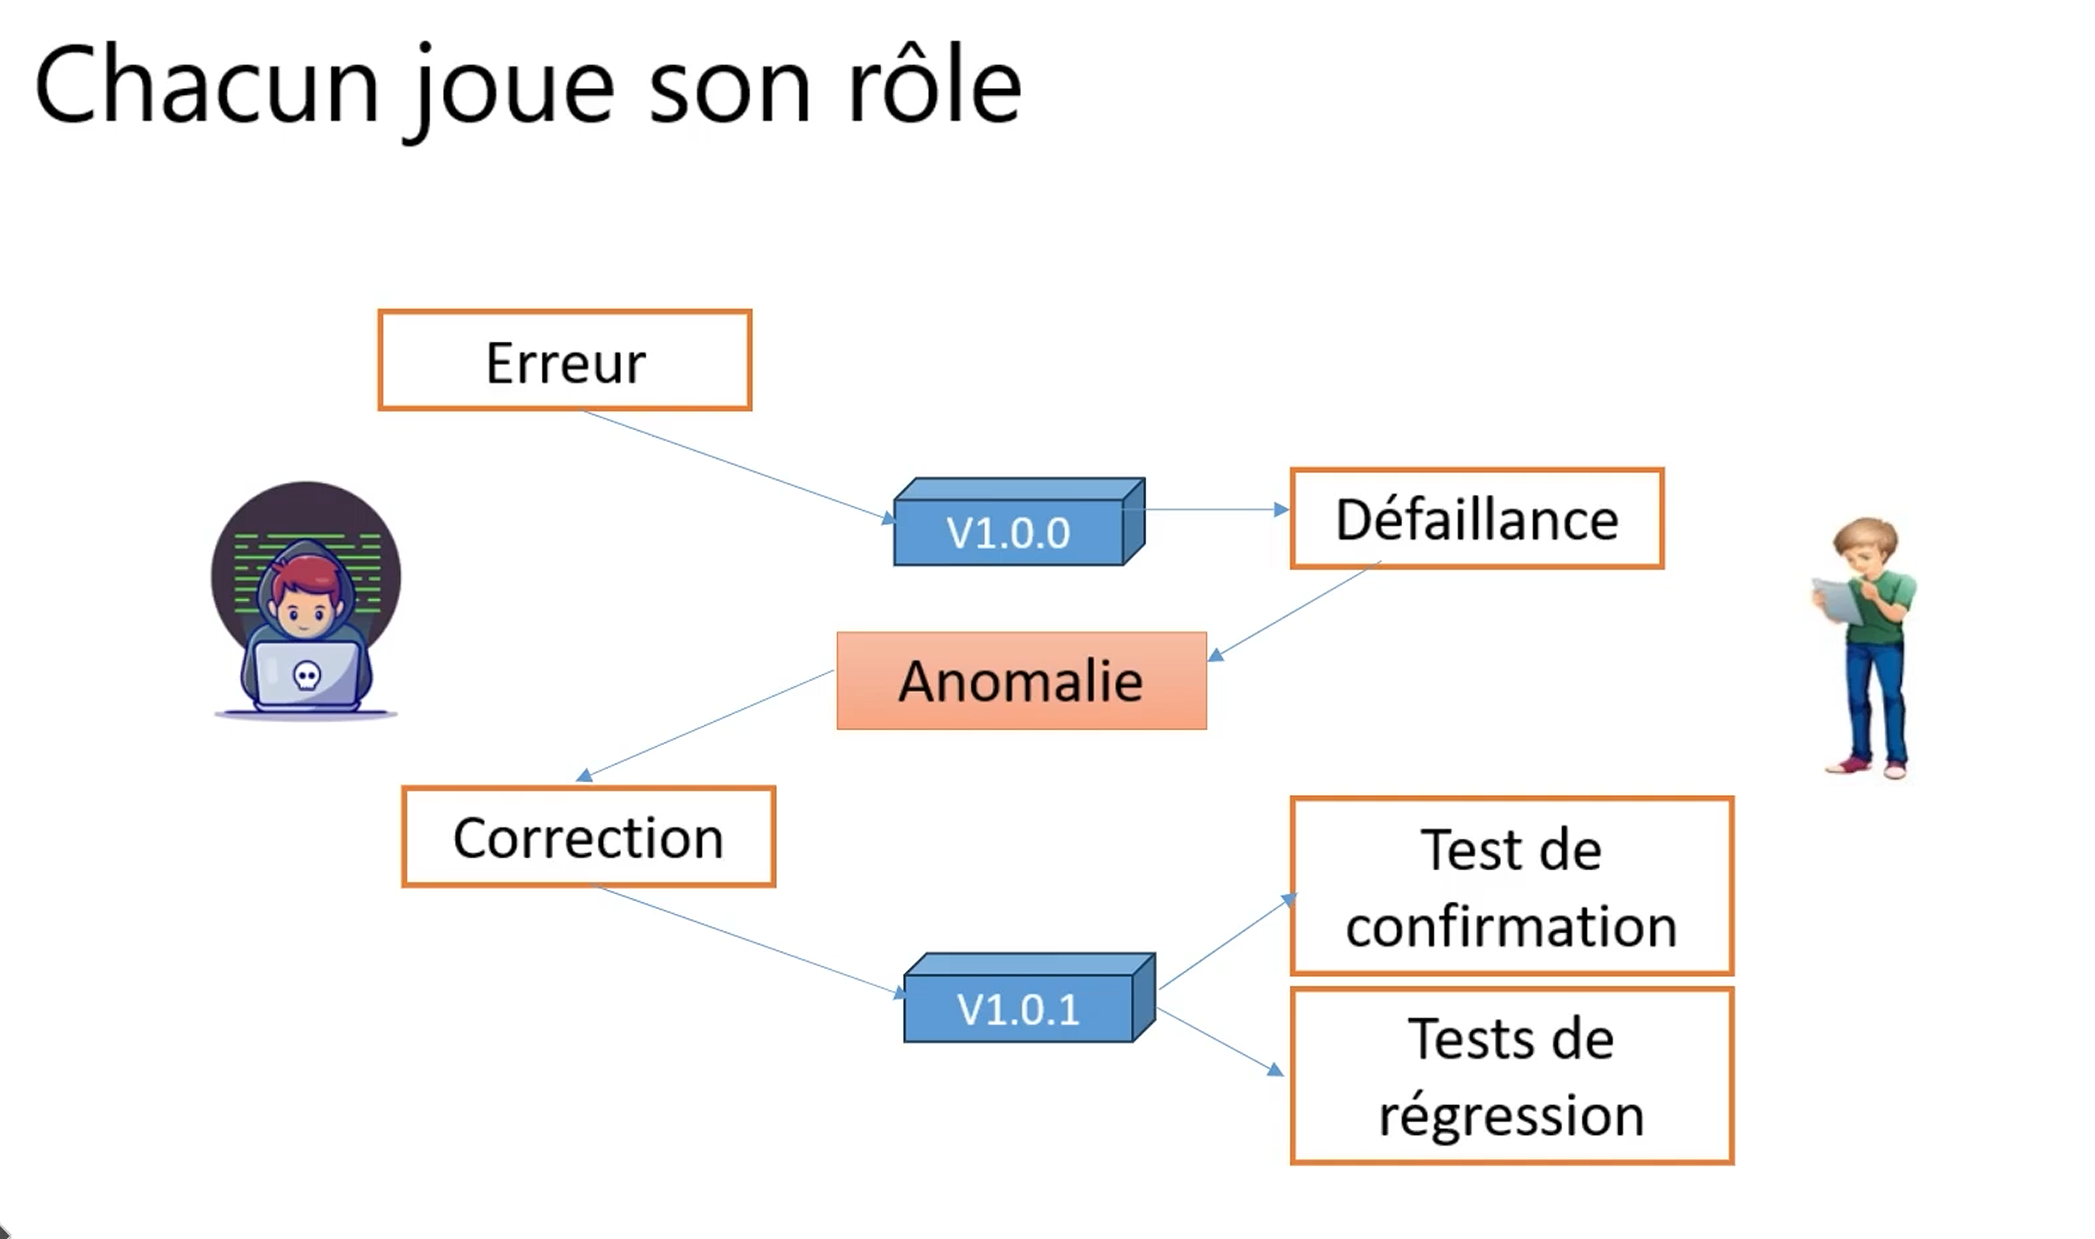 Chacun joue son rôle
Erreur
V1.0.0
Défaillance
Anomalie
Correction
Test de
confirmation
V1.0.1
Tests de
régression